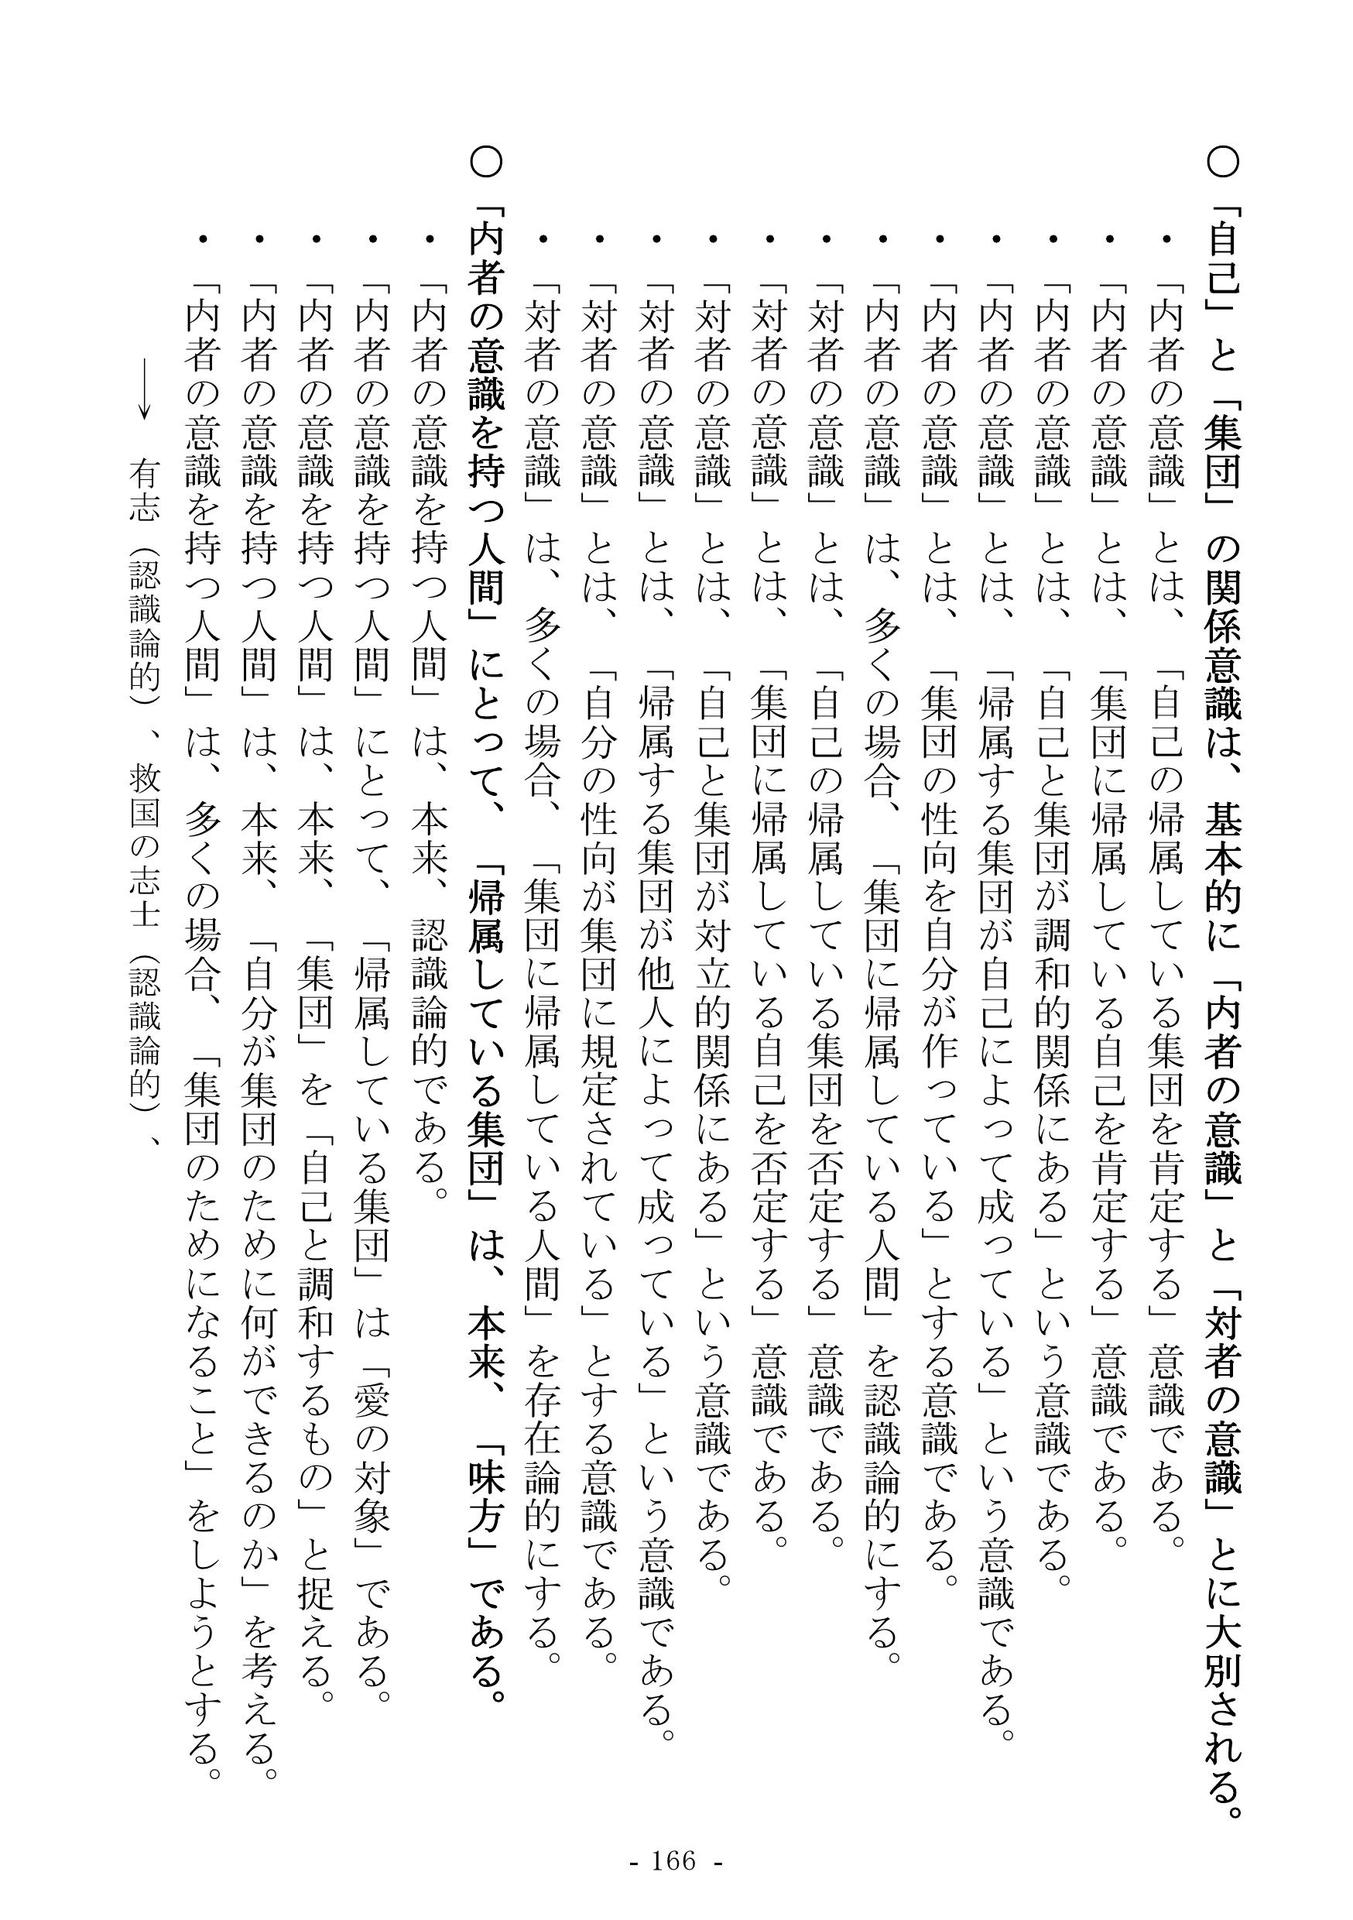 ○「自己」と「集団」の関係意識は、基本的に「内者の意識」と「対者の意識」とに大別される。
・「内者の意識」とは、「自己の帰属している集団を肯定する」意識である。
・「内者の意識」とは、「集団に帰属している自己を肯定する」意識である。
・「内者の意識」とは、「自己と集団が調和的関係にある」という意識である。
・「内者の意識」とは、「帰属する集団が自己によって成っている」という意識である。
・「内者の意識」とは、「集団の性向を自分が作っている」とする意識である。
・「内者の意識」は、多くの場合、「集団に帰属している人間」を認識論的にする。
・「対者の意識」とは、「自己の帰属している集団を否定する」意識である。
・「対者の意識」とは、「集団に帰属している自己を否定する」意識である。
・「対者の意識」とは、「自己と集団が対立的関係にある」という意識である。
・「対者の意識」とは、「帰属する集団が他人によって成っている」という意識である。
・「対者の意識」とは、「自分の性向が集団に規定されている」とする意識である。
・「対者の意識」は、多くの場合、「集団に帰属している人間」を存在論的にする。
○「内者の意識を持つ人間」にとって、「帰属している集団」は、本来、「味方」である。
・「内者の意識を持つ人間」は、本来、認識論的である。
・「内者の意識を持つ人間」にとって、「帰属している集団」は「愛の対象」である。
・「内者の意識を持つ人間」は、本来、「集団」を「自己と調和するもの」と捉える。
・「内者の意識を持つ人間」は、本来、「自分が集団のために何ができるのか」を考える。
・「内者の意識を持つ人間」は、多くの場合、「集団のためになること」をしようとする。
→ 有志（認識論的）、救国の志士（認識論的）、
- 166 -